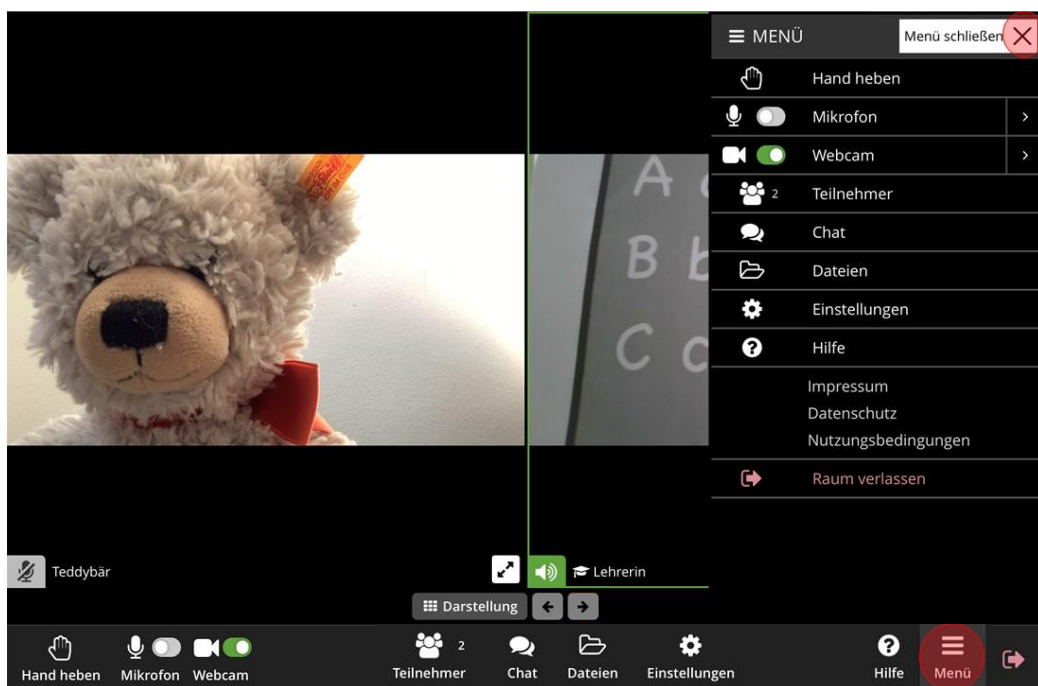 MENÜ
Menü schließen
Hand heben
Mikrofon
Webcam
2 Teilnehmer
Chat
Dateien
Einstellungen
Hilfe
Impressum
Datenschutz
Nutzungsbedingungen
Raum verlassen
A
B b
C c
Teddybär
Lehrerin
Darstellung
Hand heben
Mikrofon
Webcam
2
Teilnehmer
Chat
Dateien
Einstellungen
Hilfe
Menü